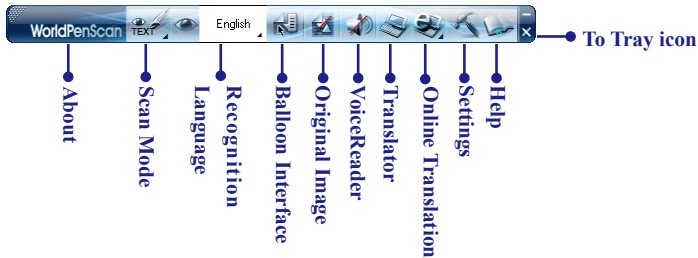 WorldPenScan
TEXT
English
To Tray icon
About
Scan Mode
Recognition
Language
Balloon Interface
Original Image
VoiceReader
Translator
Online Translation
Settings
Help